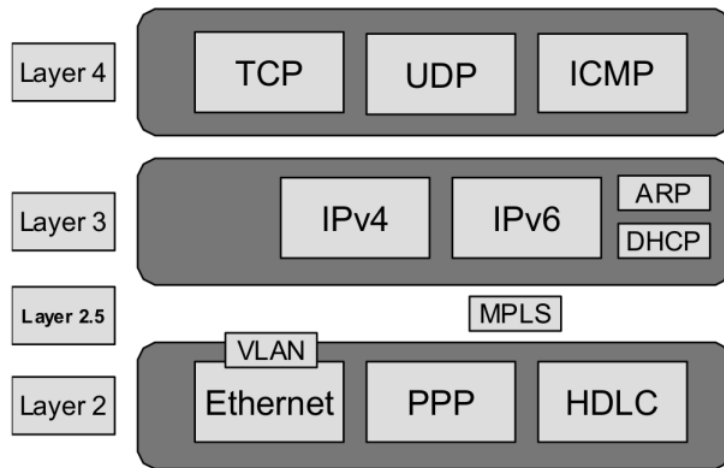 Layer 4
TCP
UDP
ICMP
Layer 3
IPv4
IPv6
ARP
DHCP
Layer 2.5
MPLS
VLAN
Layer 2
Ethernet
PPP
HDLC